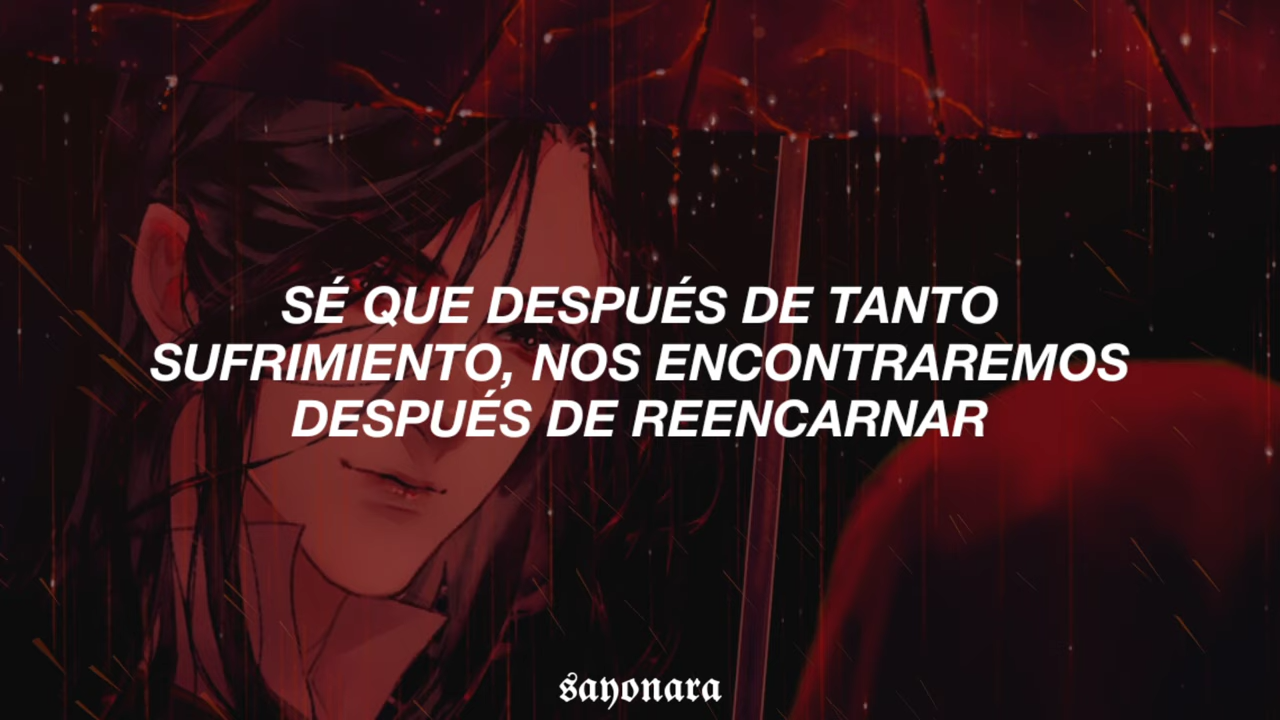 SÉ QUE DESPUÉS DE TANTO
SUFRIMIENTO, NOS ENCONTRAREMOS
DESPUÉS DE REENCARNAR
sayonara